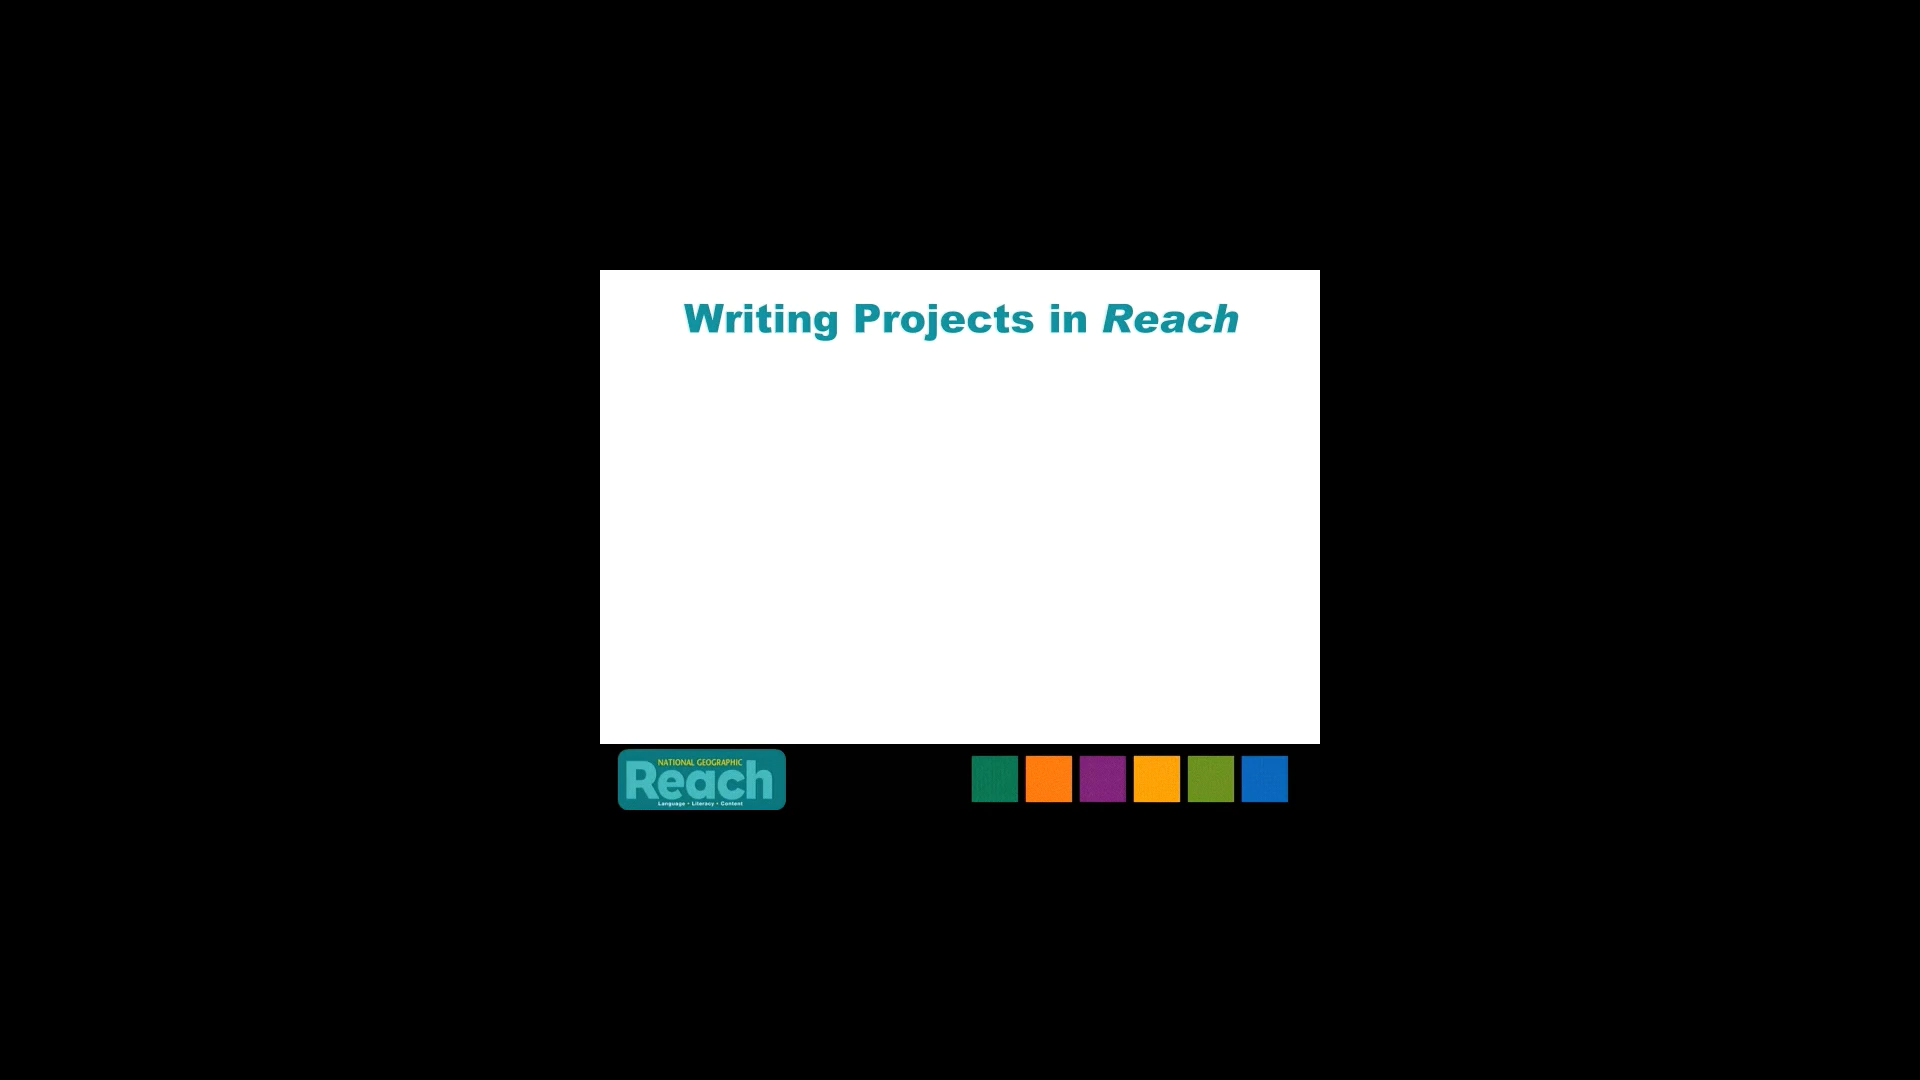 Writing Projects in Reach
NATIONAL GEOGRAPHIC
Reach
Language • Literacy • Content